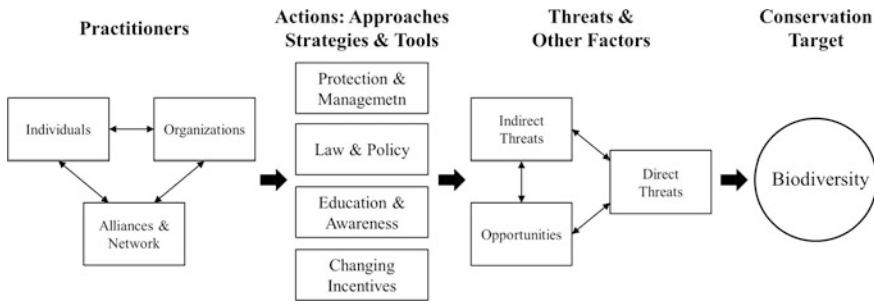 Practitioners
Actions: Approaches
Strategies & Tools
Threats &
Other Factors
Conservation
Target
Individuals
Organizations
Alliances &
Network
Protection &
Managemetn
Law & Policy
Education &
Awareness
Changing
Incentives
Indirect
Threats
Opportunities
Direct
Threats
Biodiversity